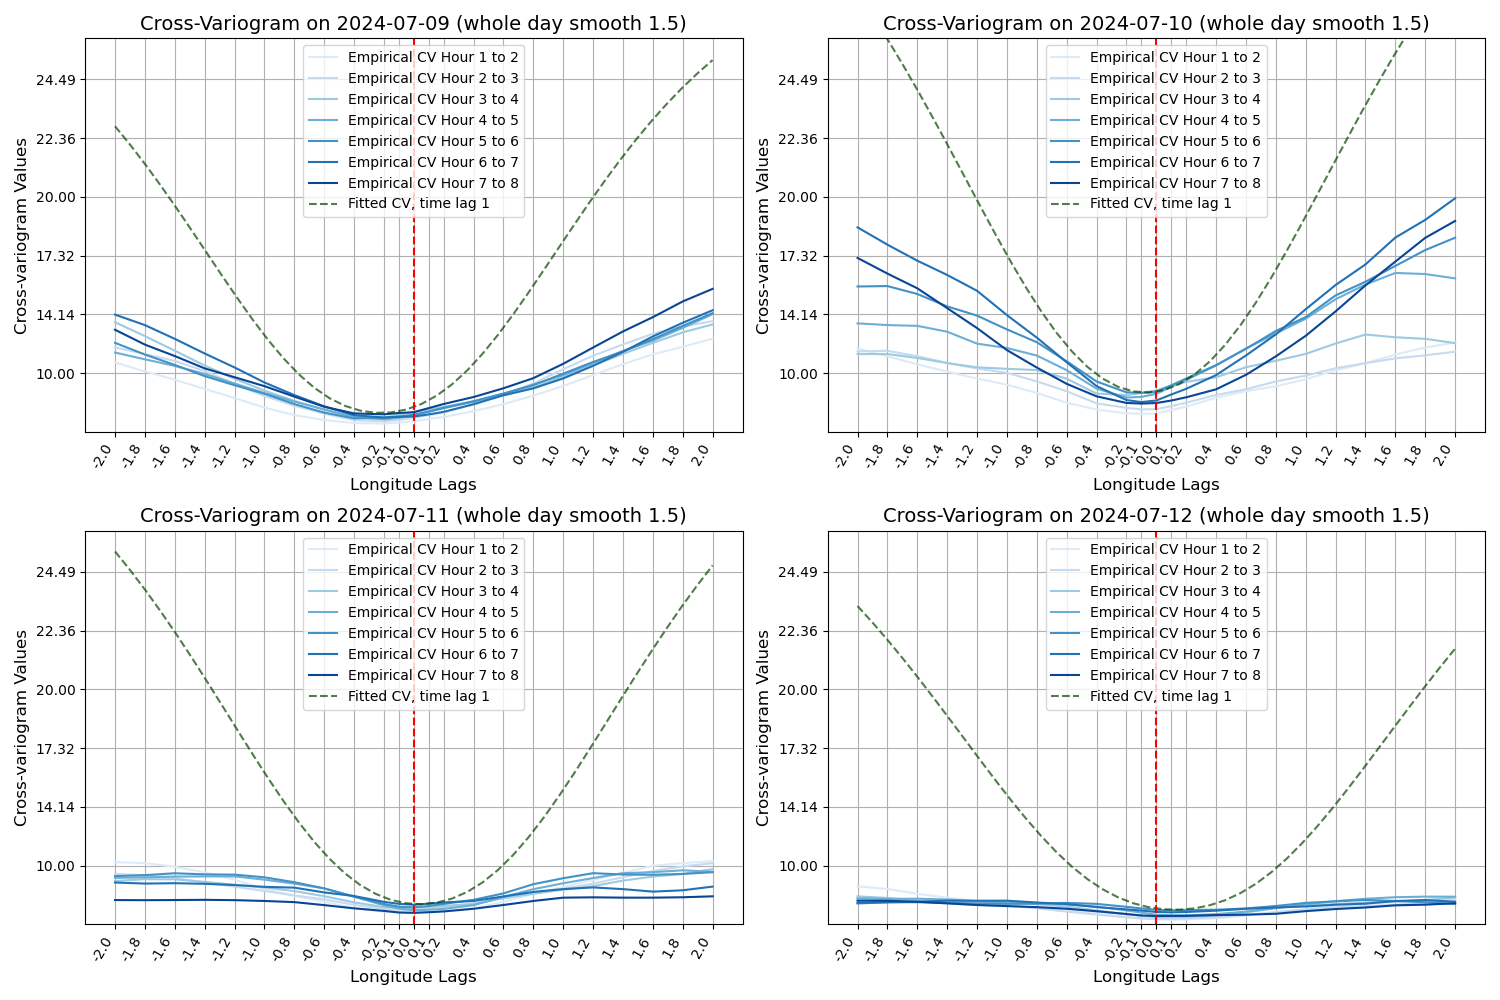 Cross-Variogram on 2024-07-09 (whole day smooth 1.5)
Cross-variogram Values
24.49
22.36
20.00
17.32
14.14
10.00
Empirical CV Hour 1 to 2
Empirical CV Hour 2 to 3
Empirical CV Hour 3 to 4
Empirical CV Hour 4 to 5
Empirical CV Hour 5 to 6
Empirical CV Hour 6 to 7
Empirical CV Hour 7 to 8
Fitted CV, time lag 1
-2.0 -1.8 -1.6 -1.4 -1.2 -1.0 -0.8 -0.6 -0.4 -0.2 -0.1 0.0 0.1 0.2 0.4 0.6 0.8 1.0 1.2 1.4 1.6 1.8 2.0
Longitude Lags
Cross-Variogram on 2024-07-10 (whole day smooth 1.5)
Cross-variogram Values
24.49
22.36
20.00
17.32
14.14
10.00
Empirical CV Hour 1 to 2
Empirical CV Hour 2 to 3
Empirical CV Hour 3 to 4
Empirical CV Hour 4 to 5
Empirical CV Hour 5 to 6
Empirical CV Hour 6 to 7
Empirical CV Hour 7 to 8
Fitted CV, time lag 1
-2.0 -1.8 -1.6 -1.4 -1.2 -1.0 -0.8 -0.6 -0.4 -0.2 -0.1 0.0 0.1 0.2 0.4 0.6 0.8 1.0 1.2 1.4 1.6 1.8 2.0
Longitude Lags
Cross-Variogram on 2024-07-11 (whole day smooth 1.5)
Cross-variogram Values
24.49
22.36
20.00
17.32
14.14
10.00
Empirical CV Hour 1 to 2
Empirical CV Hour 2 to 3
Empirical CV Hour 3 to 4
Empirical CV Hour 4 to 5
Empirical CV Hour 5 to 6
Empirical CV Hour 6 to 7
Empirical CV Hour 7 to 8
Fitted CV, time lag 1
-2.0 -1.8 -1.6 -1.4 -1.2 -1.0 -0.8 -0.6 -0.4 -0.2 -0.1 0.0 0.1 0.2 0.4 0.6 0.8 1.0 1.2 1.4 1.6 1.8 2.0
Longitude Lags
Cross-Variogram on 2024-07-12 (whole day smooth 1.5)
Cross-variogram Values
24.49
22.36
20.00
17.32
14.14
10.00
Empirical CV Hour 1 to 2
Empirical CV Hour 2 to 3
Empirical CV Hour 3 to 4
Empirical CV Hour 4 to 5
Empirical CV Hour 5 to 6
Empirical CV Hour 6 to 7
Empirical CV Hour 7 to 8
Fitted CV, time lag 1
-2.0 -1.8 -1.6 -1.4 -1.2 -1.0 -0.8 -0.6 -0.4 -0.2 -0.1 0.0 0.1 0.2 0.4 0.6 0.8 1.0 1.2 1.4 1.6 1.8 2.0
Longitude Lags